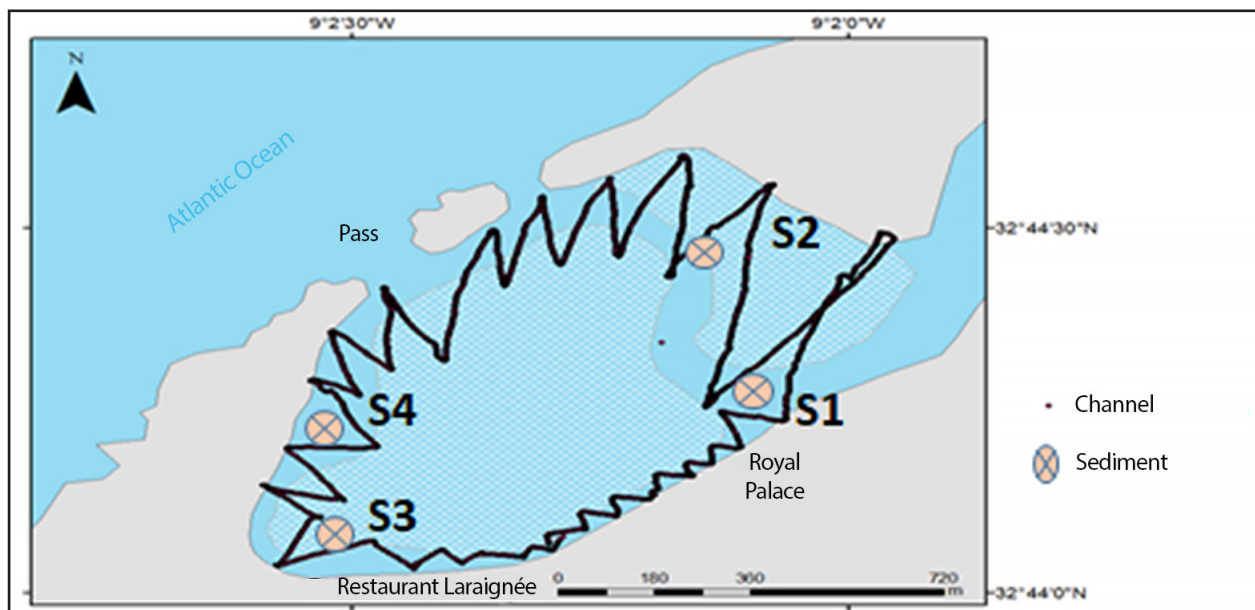 9°2'30"W
9°2'0"W
N
Atlantic Ocean
Pass
32°44'30"N
S2
S4
S1
Channel
Sediment
Royal
Palace
S3
Restaurant Laraignée
0 180 360 720
m
32°44'0"N